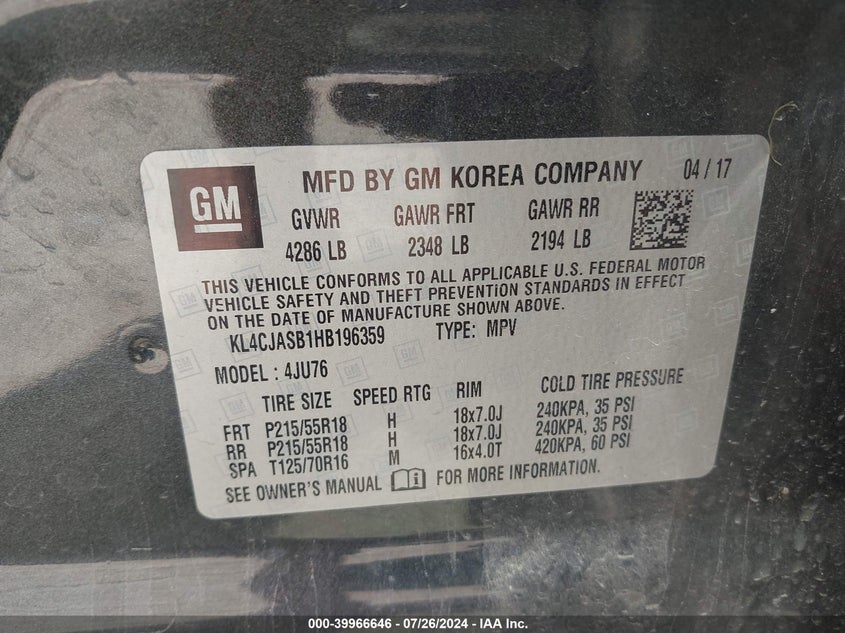 GM
MFD BY GM KOREA COMPANY 04 / 17
GVWR GAWR FRT GAWR RR
4286 LB 2348 LB 2194 LB
THIS VEHICLE CONFORMS TO ALL APPLICABLE U.S. FEDERAL MOTOR
VEHICLE SAFETY AND THEFT PREVENTION STANDARDS IN EFFECT
ON THE DATE OF MANUFACTURE SHOWN ABOVE.
KL4CJASB1HB196359 TYPE: MPV
MODEL : 4JU76
TIRE SIZE SPEED RTG RIM COLD TIRE PRESSURE
FRT P215/55R18 H 18x7.0J 240KPA, 35 PSI
RR P215/55R18 H 18x7.0J 240KPA, 35 PSI
SPA T125/70R16 M 16x4.0T 420KPA, 60 PSI
SEE OWNER'S MANUAL FOR MORE INFORMATION.
000-39966646 - 07/26/2024 - IAA Inc.